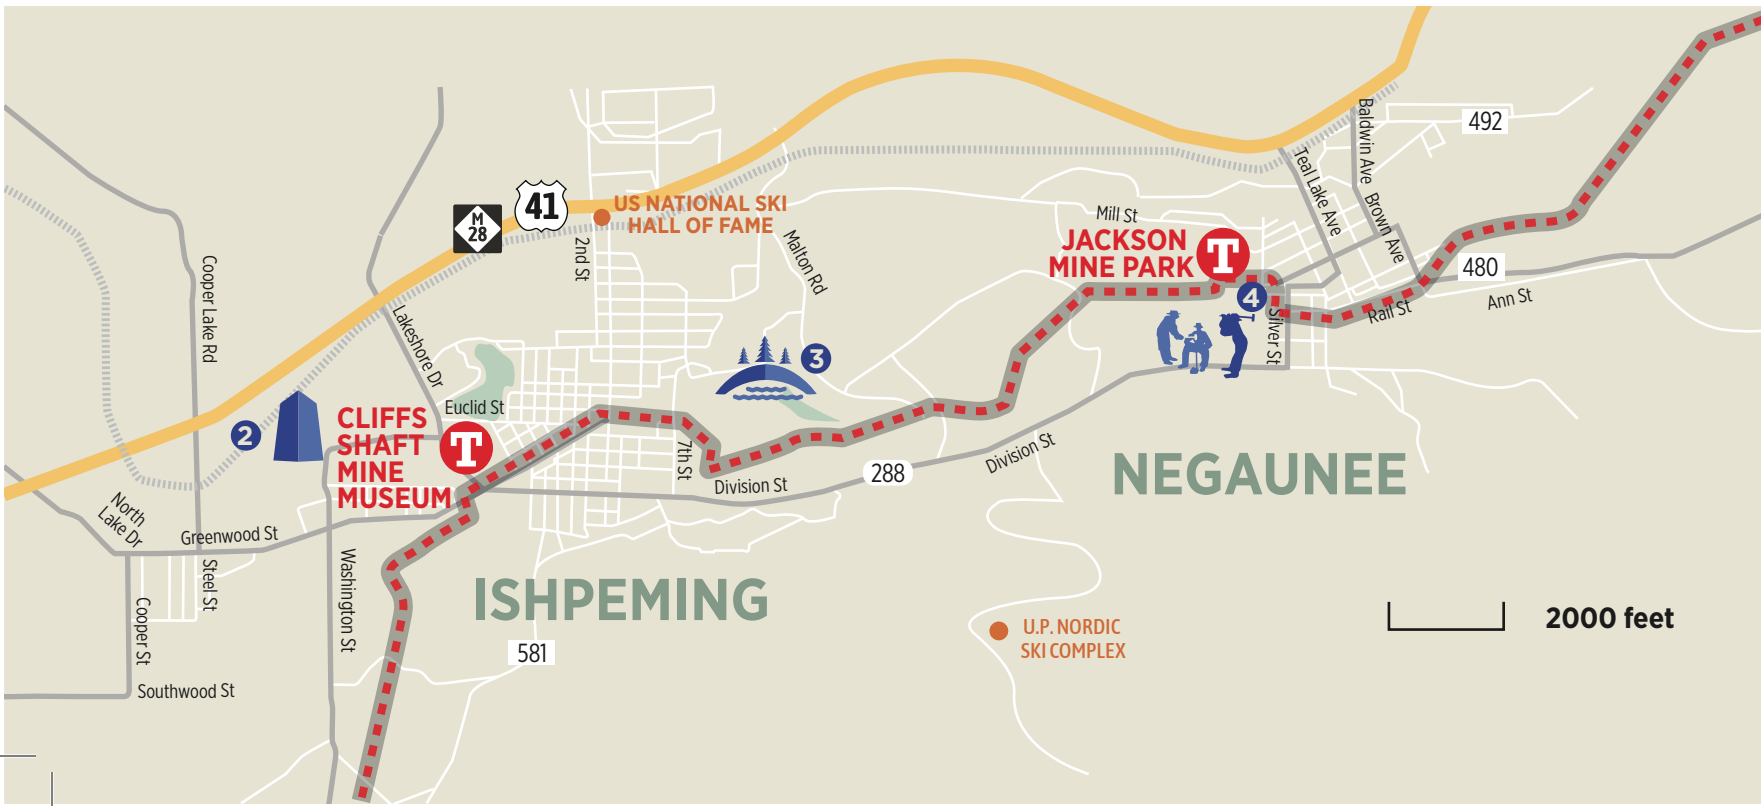 492
Baldwin Ave
Teal Lake Ave
Brown Ave
M
28
41
US NATIONAL SKI
HALL OF FAME
2nd St
Malton Rd
Mill St
JACKSON
MINE PARK
T
480
Ann St
Rail St
4
Silver St
Cooper Lake Rd
Lakeshore Dr
3
Euclid St
2
CLIFFS
SHAFT
MINE
MUSEUM
T
7th St
Division St
288
Division St
NEGAUNEE
North
Lake Dr
Greenwood St
Steel St
Washington St
Cooper St
ISHPEMING
581
U.P. NORDIC
SKI COMPLEX
2000 feet
Southwood St